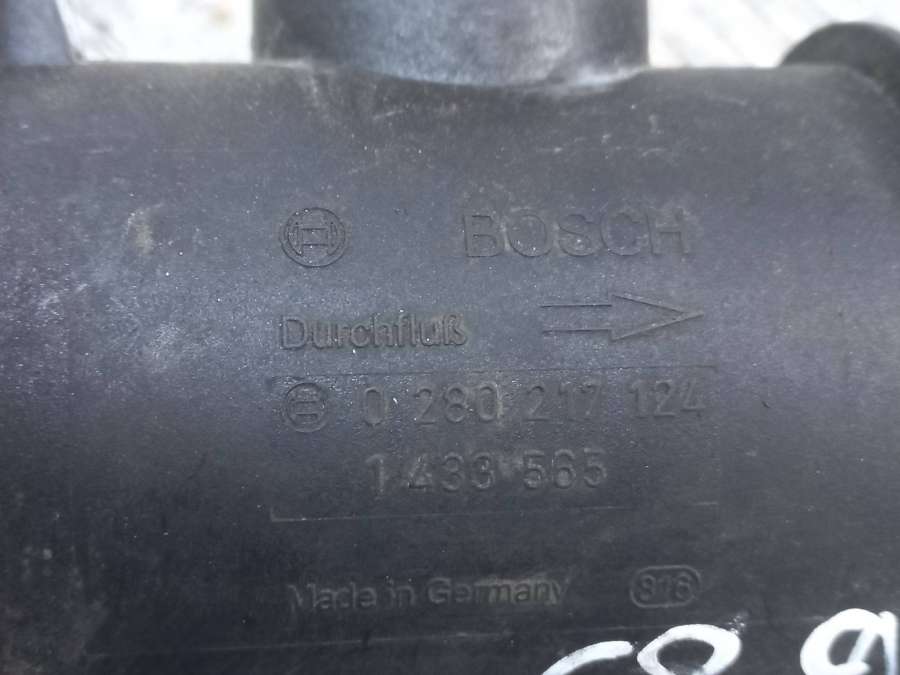 BOSCH
Durchfluß
0 280 217 124
1 433 565
Made in Germany 816